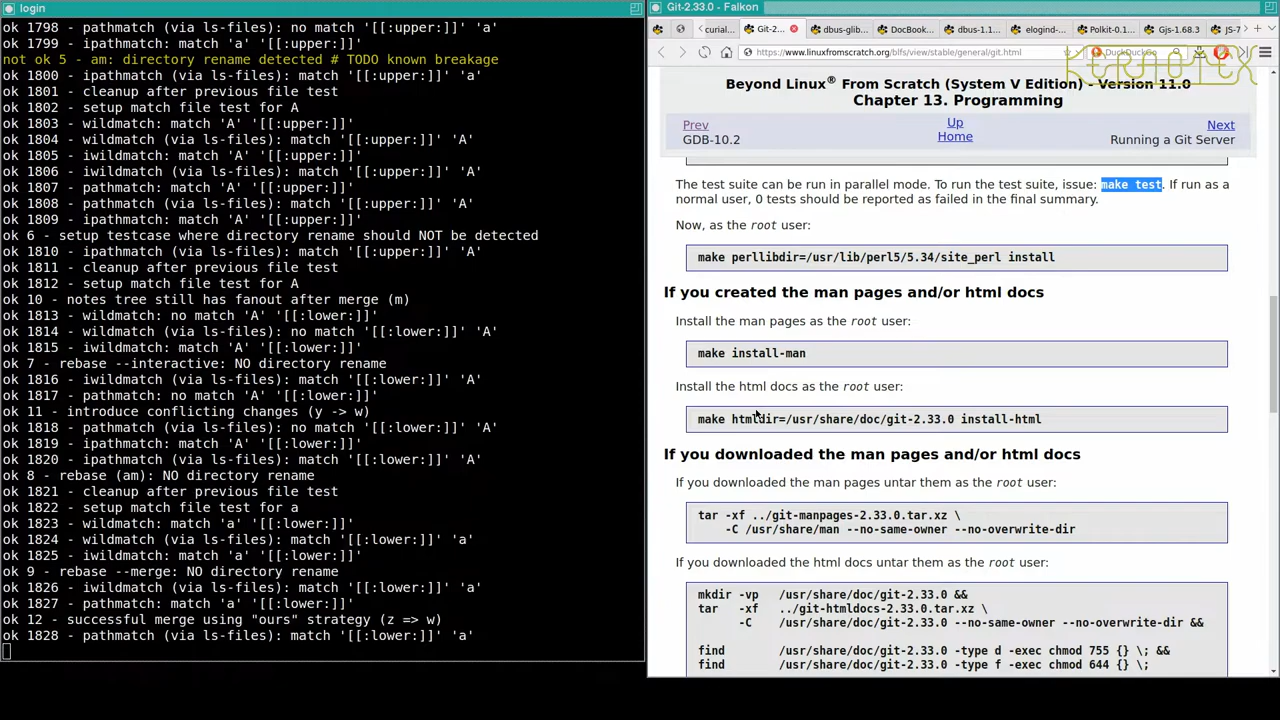 login
ok 1798 - pathmatch (via ls-files): no match '[[:upper:]]' 'a'
ok 1799 - ipathmatch: match 'a' '[[:upper:]]'
not ok 5 - am: directory rename detected # TODO known breakage
ok 1800 - ipathmatch (via ls-files): match '[[:upper:]]' 'a'
ok 1801 - cleanup after previous file test
ok 1802 - setup match file test for A
ok 1803 - wildmatch: match 'A' '[[:upper:]]'
ok 1804 - wildmatch (via ls-files): match '[[:upper:]]' 'A'
ok 1805 - iwildmatch: match 'A' '[[:upper:]]'
ok 1806 - iwildmatch (via ls-files): match '[[:upper:]]' 'A'
ok 1807 - pathmatch: match 'A' '[[:upper:]]'
ok 1808 - pathmatch (via ls-files): match '[[:upper:]]' 'A'
ok 1809 - ipathmatch: match 'A' '[[:upper:]]'
ok 6 - setup testcase where directory rename should NOT be detected
ok 1810 - ipathmatch (via ls-files): match '[[:upper:]]' 'A'
ok 1811 - cleanup after previous file test
ok 1812 - setup match file test for A
ok 10 - notes tree still has fanout after merge (m)
ok 1813 - wildmatch: no match 'A' '[[:lower:]]'
ok 1814 - wildmatch (via ls-files): no match '[[:lower:]]' 'A'
ok 1815 - iwildmatch: match 'A' '[[:lower:]]'
ok 7 - rebase --interactive: NO directory rename
ok 1816 - iwildmatch (via ls-files): match '[[:lower:]]' 'A'
ok 1817 - pathmatch: no match 'A' '[[:lower:]]'
ok 11 - introduce conflicting changes (y -> w)
ok 1818 - pathmatch (via ls-files): no match '[[:lower:]]' 'A'
ok 1819 - ipathmatch: match 'A' '[[:lower:]]'
ok 1820 - ipathmatch (via ls-files): match '[[:lower:]]' 'A'
ok 8 - rebase (am): NO directory rename
ok 1821 - cleanup after previous file test
ok 1822 - setup match file test for a
ok 1823 - wildmatch: match 'a' '[[:lower:]]'
ok 1824 - wildmatch (via ls-files): match '[[:lower:]]' 'a'
ok 1825 - iwildmatch: match 'a' '[[:lower:]]'
ok 9 - rebase --merge: NO directory rename
ok 1826 - iwildmatch (via ls-files): match '[[:lower:]]' 'a'
ok 1827 - pathmatch: match 'a' '[[:lower:]]'
ok 12 - successful merge using "ours" strategy (z => w)
ok 1828 - pathmatch (via ls-files): match '[[:lower:]]' 'a'
Git-2.33.0 - Falkon
curial... Git-2... dbus-glib... DocBook... dbus-1.1... elogind-... Polkit-0.1... Gjs-1.68.3 JS-7
https://www.linuxfromscratch.org/blfs/view/stable/general/git.html
DuckDuckGo
KERNOTEX
Beyond Linux® From Scratch (System V Edition) - Version 11.0
Chapter 13. Programming
Prev Up Next
GDB-10.2 Home Running a Git Server
The test suite can be run in parallel mode. To run the test suite, issue: make test. If run as a
normal user, 0 tests should be reported as failed in the final summary.
Now, as the root user:
make perllibdir=/usr/lib/perl5/5.34/site_perl install
If you created the man pages and/or html docs
Install the man pages as the root user:
make install-man
Install the html docs as the root user:
make htmldir=/usr/share/doc/git-2.33.0 install-html
If you downloaded the man pages and/or html docs
If you downloaded the man pages untar them as the root user:
tar -xf ../git-manpages-2.33.0.tar.xz \
-C /usr/share/man --no-same-owner --no-overwrite-dir
If you downloaded the html docs untar them as the root user:
mkdir -vp /usr/share/doc/git-2.33.0 &&
tar -xf ../git-htmldocs-2.33.0.tar.xz \
-C /usr/share/doc/git-2.33.0 --no-same-owner --no-overwrite-dir &&
find /usr/share/doc/git-2.33.0 -type d -exec chmod 755 {} \; &&
find /usr/share/doc/git-2.33.0 -type f -exec chmod 644 {} \;